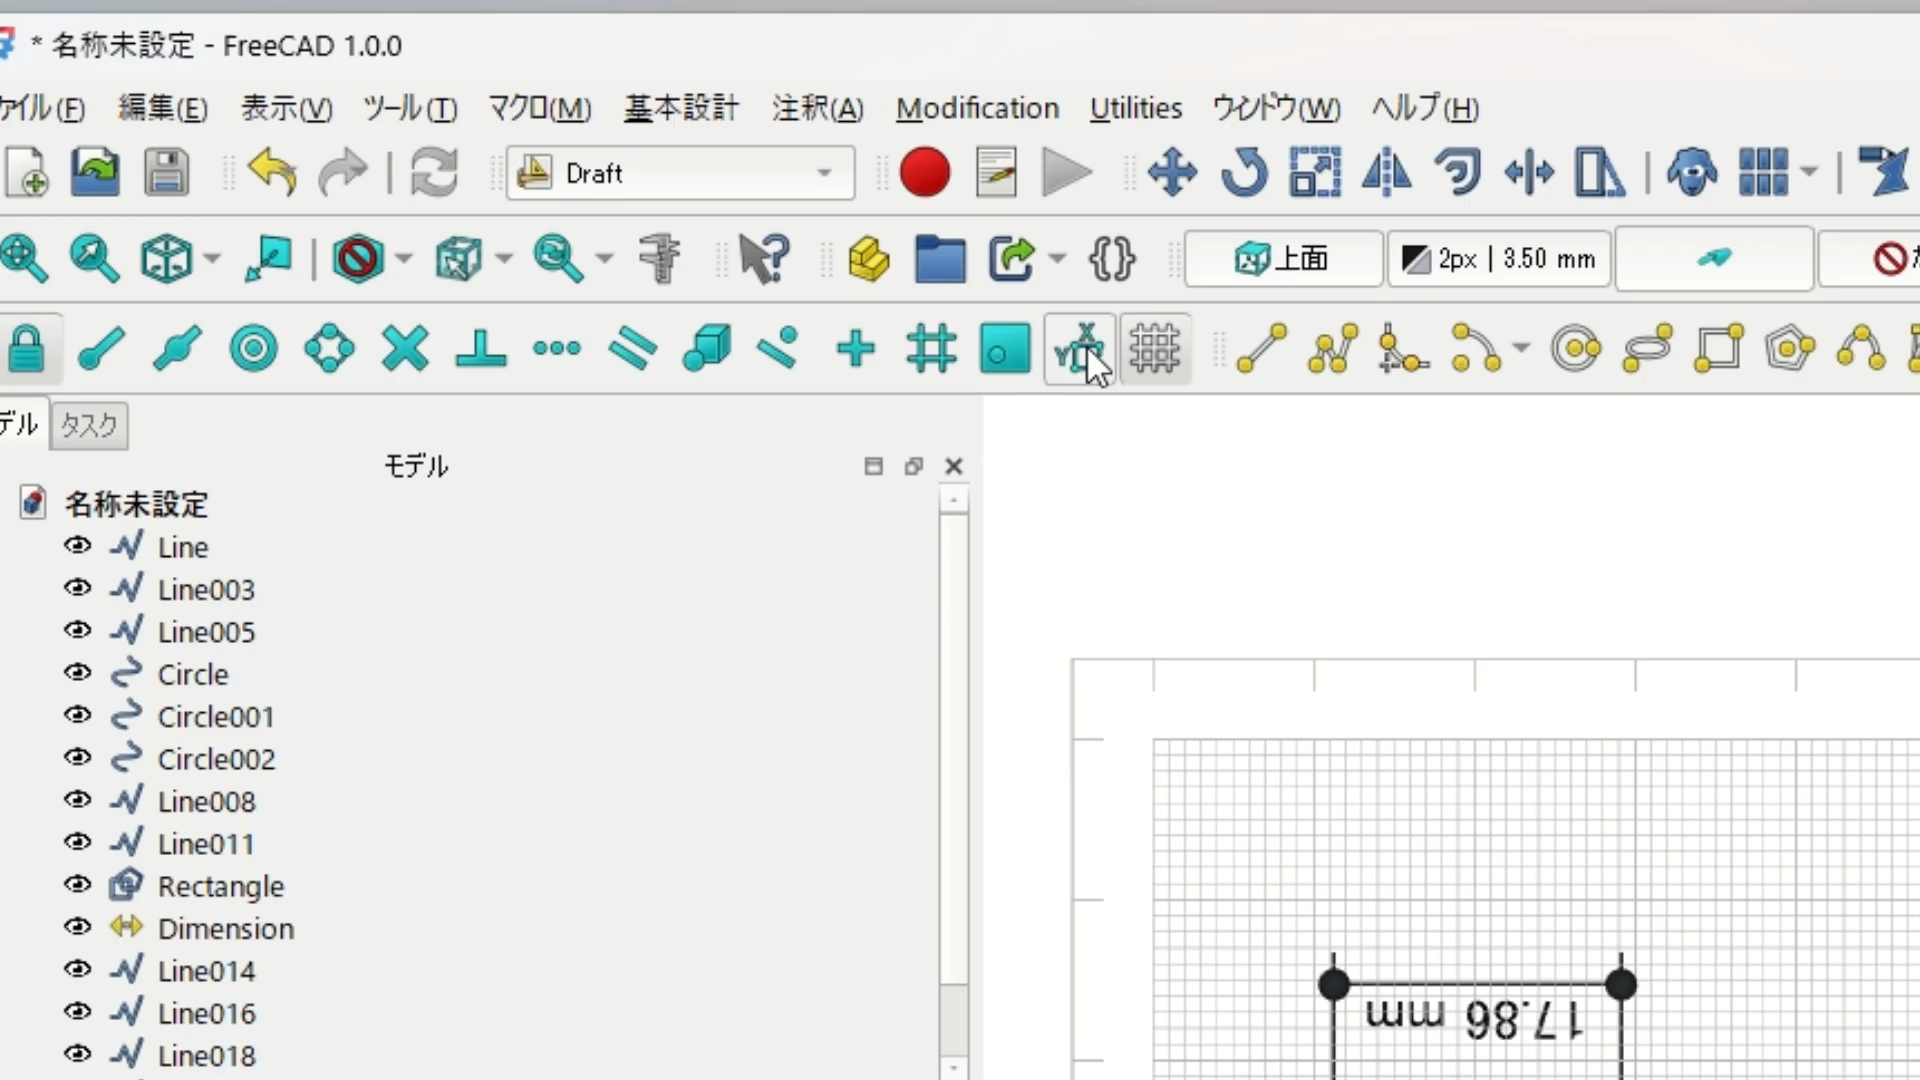 * 名称未設定 - FreeCAD 1.0.0
ァイル(F) 編集(E) 表示(V) ツール(T) マクロ(M) 基本設計 注釈(A) Modification Utilities ウィンドウ(W) ヘルプ(H)
Draft
上面 2px | 3.50 mm
デル タスク
モデル
名称未設定
Line
Line003
Line005
Circle
Circle001
Circle002
Line008
Line011
Rectangle
Dimension
Line014
Line016
Line018
17.86 mm